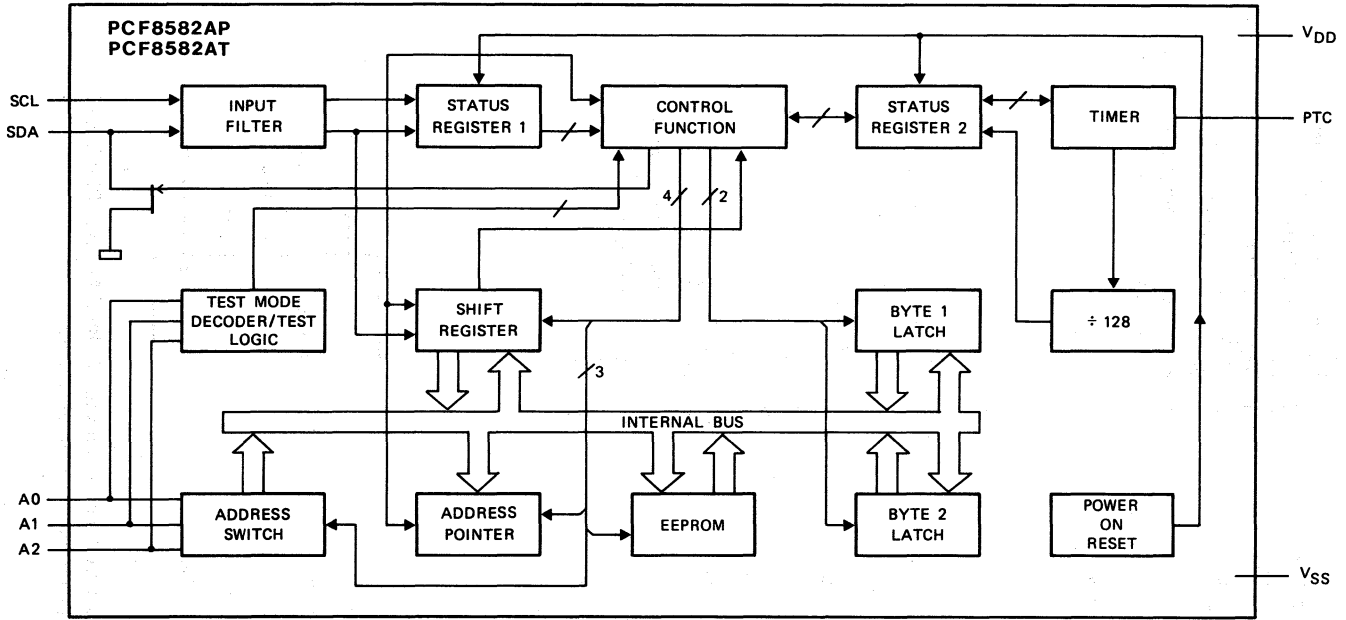 PCF8582AP
PCF8582AT
VDD
SCL
SDA
INPUT
FILTER
STATUS
REGISTER 1
CONTROL
FUNCTION
STATUS
REGISTER 2
TIMER
PTC
4
2
TEST MODE
DECODER/TEST
LOGIC
SHIFT
REGISTER
BYTE 1
LATCH
÷ 128
3
INTERNAL BUS
A0
A1
A2
ADDRESS
SWITCH
ADDRESS
POINTER
EEPROM
BYTE 2
LATCH
POWER
ON
RESET
VSS